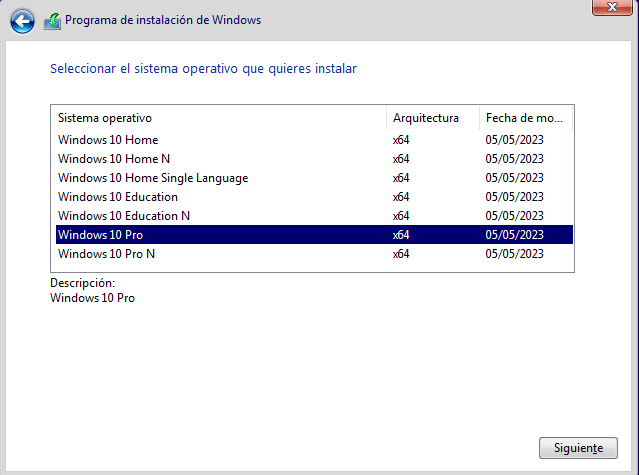 Programa de instalación de Windows
Seleccionar el sistema operativo que quieres instalar
Sistema operativo Arquitectura Fecha de mo...
Windows 10 Home x64 05/05/2023
Windows 10 Home N x64 05/05/2023
Windows 10 Home Single Language x64 05/05/2023
Windows 10 Education x64 05/05/2023
Windows 10 Education N x64 05/05/2023
Windows 10 Pro x64 05/05/2023
Windows 10 Pro N x64 05/05/2023
Descripción:
Windows 10 Pro
Siguiente